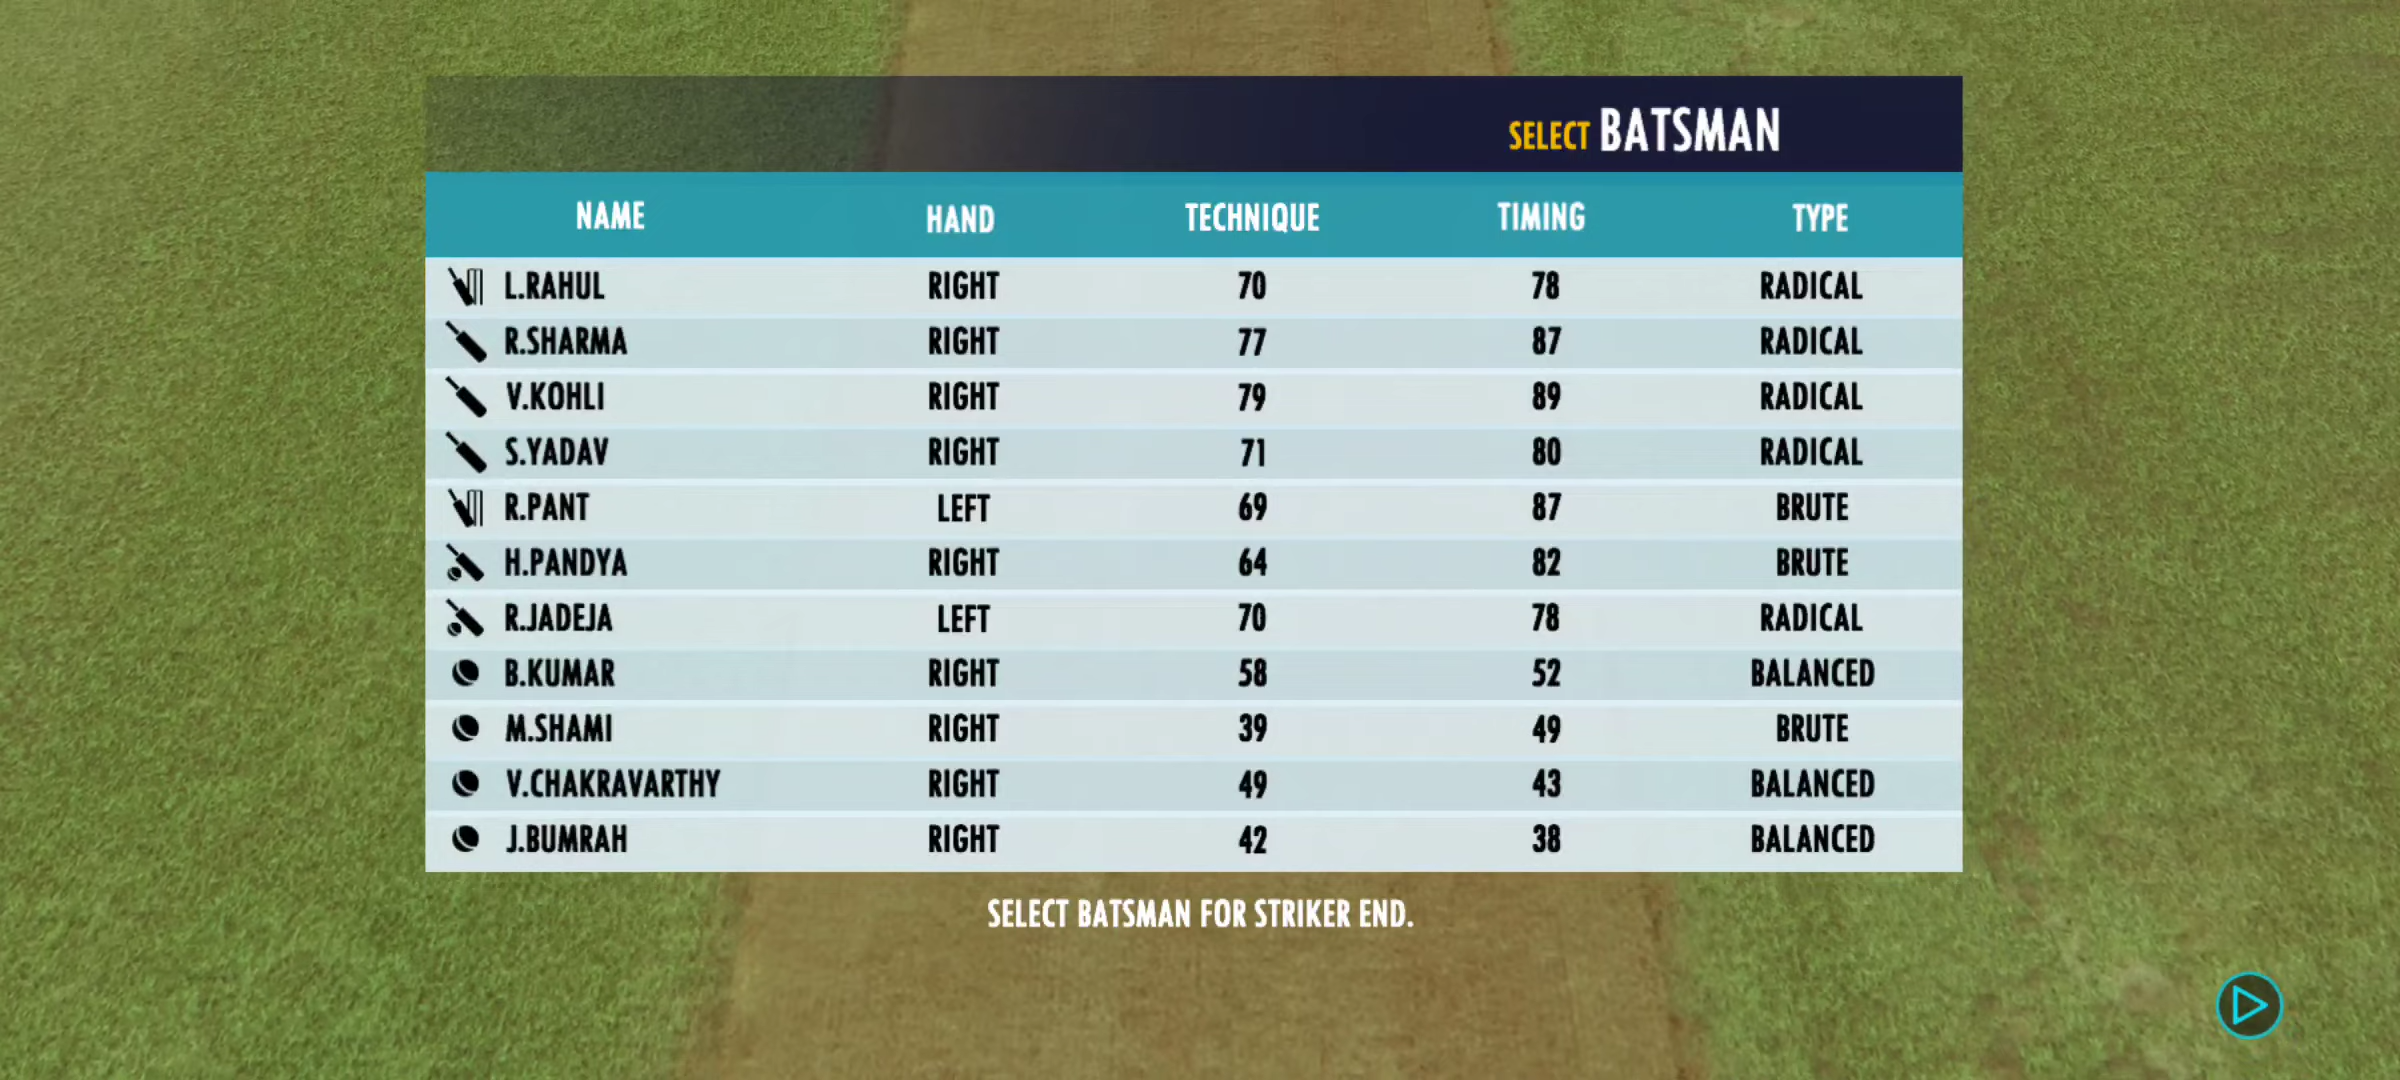 SELECT BATSMAN
NAME HAND TECHNIQUE TIMING TYPE
L.RAHUL RIGHT 70 78 RADICAL
R.SHARMA RIGHT 77 87 RADICAL
V.KOHLI RIGHT 79 89 RADICAL
S.YADAV RIGHT 71 80 RADICAL
R.PANT LEFT 69 87 BRUTE
H.PANDYA RIGHT 64 82 BRUTE
R.JADEJA LEFT 70 78 RADICAL
B.KUMAR RIGHT 58 52 BALANCED
M.SHAMI RIGHT 39 49 BRUTE
V.CHAKRAVARTHY RIGHT 49 43 BALANCED
J.BUMRAH RIGHT 42 38 BALANCED
SELECT BATSMAN FOR STRIKER END.